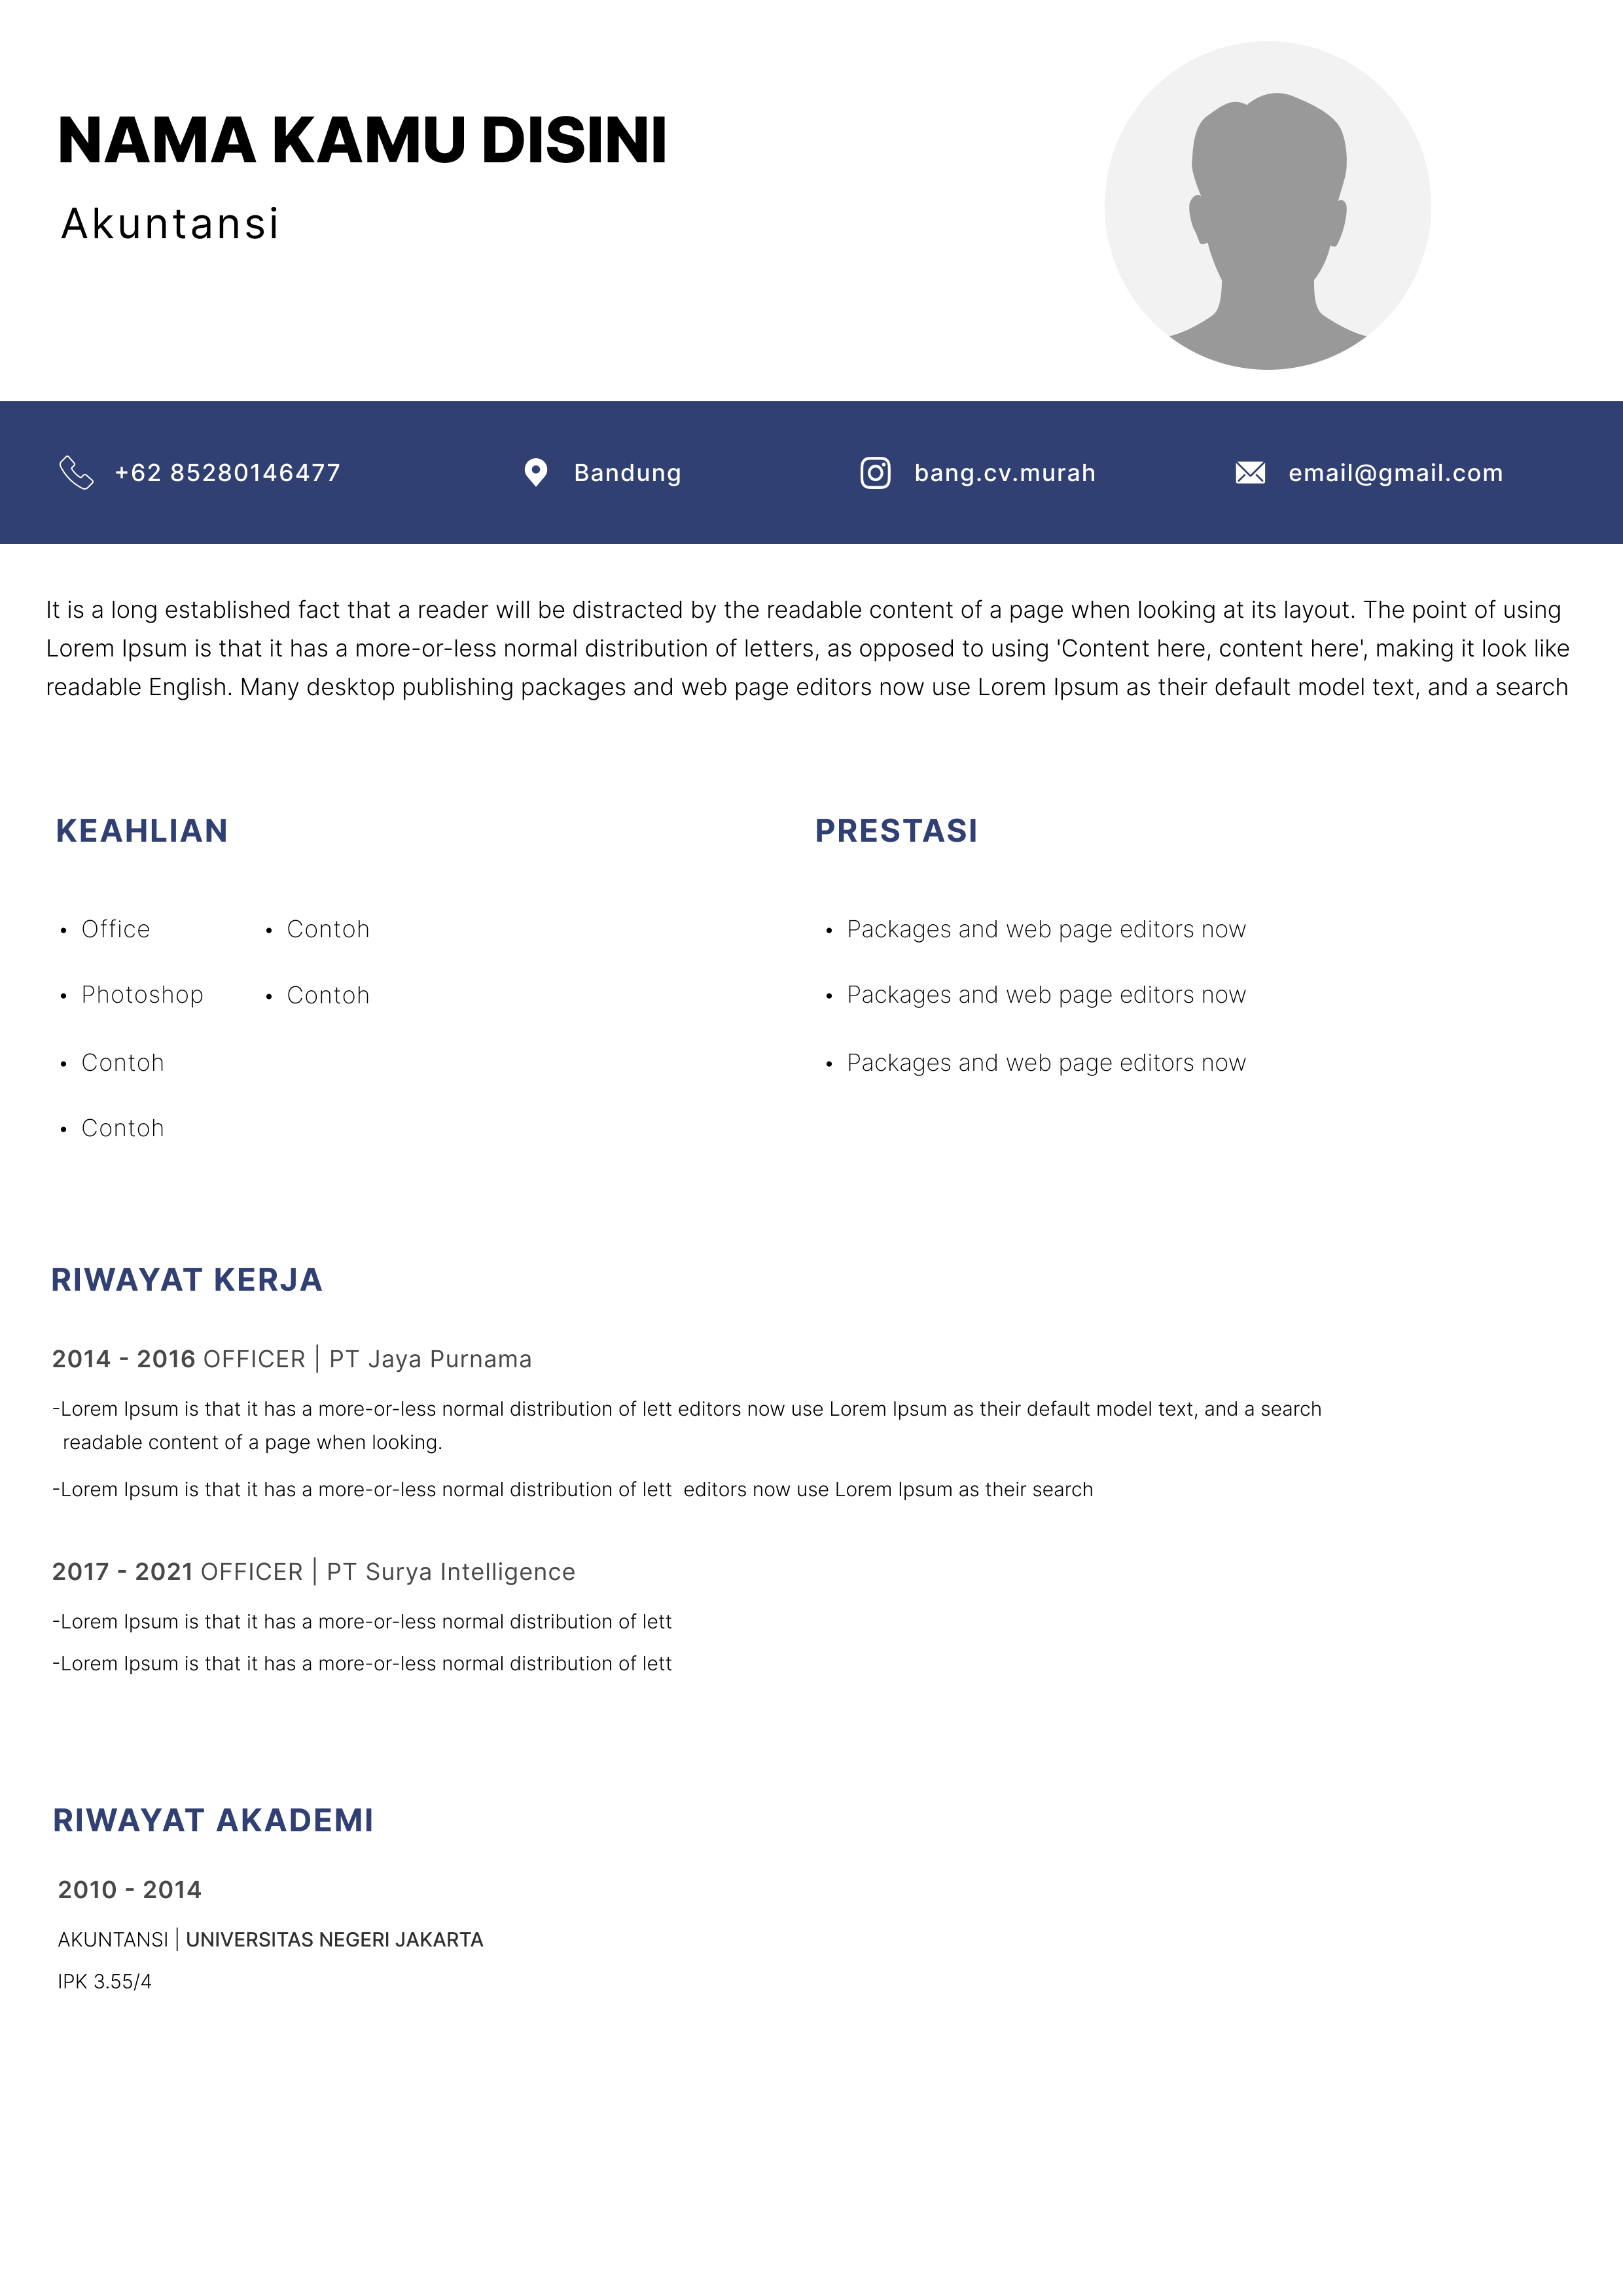 NAMA KAMU DISINI
Akuntansi
+62 85280146477
Bandung
bang.cv.murah
email@gmail.com
It is a long established fact that a reader will be distracted by the readable content of a page when looking at its layout. The point of using
Lorem Ipsum is that it has a more-or-less normal distribution of letters, as opposed to using 'Content here, content here', making it look like
readable English. Many desktop publishing packages and web page editors now use Lorem Ipsum as their default model text, and a search
KEAHLIAN
• Office
• Photoshop
• Contoh
• Contoh
• Contoh
• Contoh
PRESTASI
• Packages and web page editors now
• Packages and web page editors now
• Packages and web page editors now
RIWAYAT KERJA
2014 - 2016 OFFICER | PT Jaya Purnama
-Lorem Ipsum is that it has a more-or-less normal distribution of lett editors now use Lorem Ipsum as their default model text, and a search
readable content of a page when looking.
-Lorem Ipsum is that it has a more-or-less normal distribution of lett  editors now use Lorem Ipsum as their search
2017 - 2021 OFFICER | PT Surya Intelligence
-Lorem Ipsum is that it has a more-or-less normal distribution of lett
-Lorem Ipsum is that it has a more-or-less normal distribution of lett
RIWAYAT AKADEMI
2010 - 2014
AKUNTANSI | UNIVERSITAS NEGERI JAKARTA
IPK 3.55/4